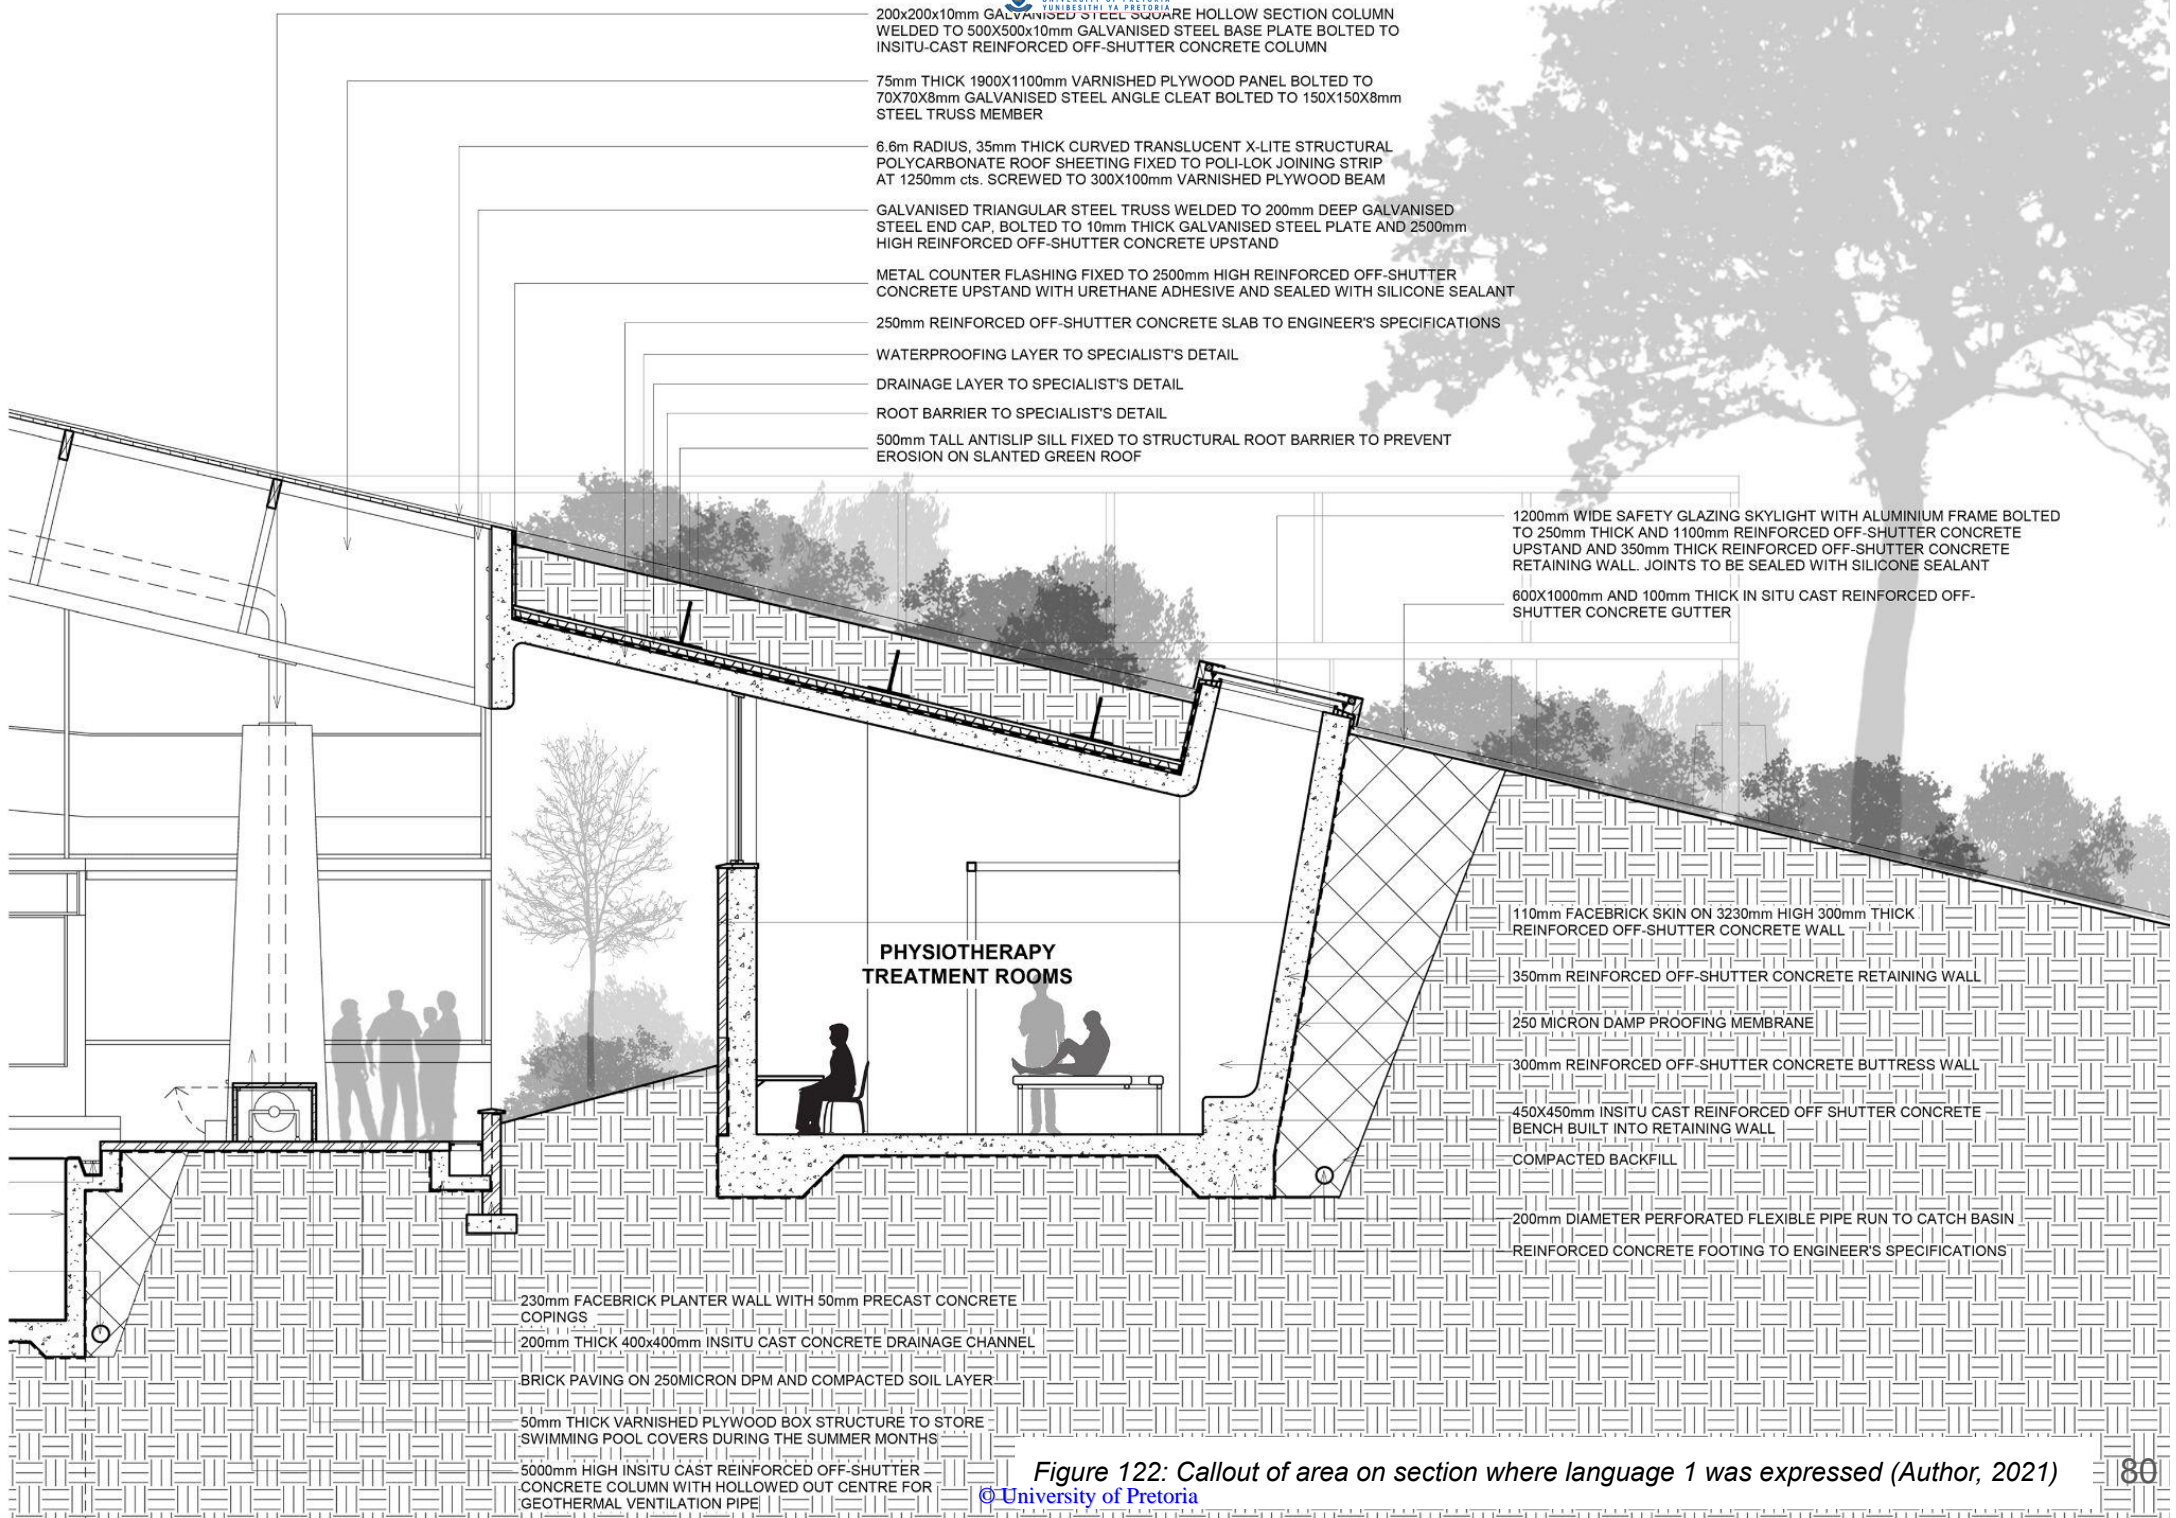 UNIVERSITY OF PRETORIA
YUNIBESITHI YA PRETORIA
200x200x10mm GALVANISED STEEL SQUARE HOLLOW SECTION COLUMN
WELDED TO 500X500x10mm GALVANISED STEEL BASE PLATE BOLTED TO
INSITU-CAST REINFORCED OFF-SHUTTER CONCRETE COLUMN
75mm THICK 1900X1100mm VARNISHED PLYWOOD PANEL BOLTED TO
70X70X8mm GALVANISED STEEL ANGLE CLEAT BOLTED TO 150X150X8mm
STEEL TRUSS MEMBER
6.6m RADIUS, 35mm THICK CURVED TRANSLUCENT X-LITE STRUCTURAL
POLYCARBONATE ROOF SHEETING FIXED TO POLI-LOK JOINING STRIP
AT 1250mm cts. SCREWED TO 300X100mm VARNISHED PLYWOOD BEAM
GALVANISED TRIANGULAR STEEL TRUSS WELDED TO 200mm DEEP GALVANISED
STEEL END CAP, BOLTED TO 10mm THICK GALVANISED STEEL PLATE AND 2500mm
HIGH REINFORCED OFF-SHUTTER CONCRETE UPSTAND
METAL COUNTER FLASHING FIXED TO 2500mm HIGH REINFORCED OFF-SHUTTER
CONCRETE UPSTAND WITH URETHANE ADHESIVE AND SEALED WITH SILICONE SEALANT
250mm REINFORCED OFF-SHUTTER CONCRETE SLAB TO ENGINEER'S SPECIFICATIONS
WATERPROOFING LAYER TO SPECIALIST'S DETAIL
DRAINAGE LAYER TO SPECIALIST'S DETAIL
ROOT BARRIER TO SPECIALIST'S DETAIL
500mm TALL ANTISLIP SILL FIXED TO STRUCTURAL ROOT BARRIER TO PREVENT
EROSION ON SLANTED GREEN ROOF
1200mm WIDE SAFETY GLAZING SKYLIGHT WITH ALUMINIUM FRAME BOLTED
TO 250mm THICK AND 1100mm REINFORCED OFF-SHUTTER CONCRETE
UPSTAND AND 350mm THICK REINFORCED OFF-SHUTTER CONCRETE
RETAINING WALL. JOINTS TO BE SEALED WITH SILICONE SEALANT
600X1000mm AND 100mm THICK IN SITU CAST REINFORCED OFF-
SHUTTER CONCRETE GUTTER
PHYSIOTHERAPY
TREATMENT ROOMS
110mm FACEBRICK SKIN ON 3230mm HIGH 300mm THICK
REINFORCED OFF-SHUTTER CONCRETE WALL
350mm REINFORCED OFF-SHUTTER CONCRETE RETAINING WALL
250 MICRON DAMP PROOFING MEMBRANE
300mm REINFORCED OFF-SHUTTER CONCRETE BUTTRESS WALL
450X450mm INSITU CAST REINFORCED OFF SHUTTER CONCRETE
BENCH BUILT INTO RETAINING WALL
COMPACTED BACKFILL
200mm DIAMETER PERFORATED FLEXIBLE PIPE RUN TO CATCH BASIN
REINFORCED CONCRETE FOOTING TO ENGINEER'S SPECIFICATIONS
230mm FACEBRICK PLANTER WALL WITH 50mm PRECAST CONCRETE
COPINGS
200mm THICK 400x400mm INSITU CAST CONCRETE DRAINAGE CHANNEL
BRICK PAVING ON 250MICRON DPM AND COMPACTED SOIL LAYER
50mm THICK VARNISHED PLYWOOD BOX STRUCTURE TO STORE
SWIMMING POOL COVERS DURING THE SUMMER MONTHS
5000mm HIGH INSITU CAST REINFORCED OFF-SHUTTER
CONCRETE COLUMN WITH HOLLOWED OUT CENTRE FOR
GEOTHERMAL VENTILATION PIPE
Figure 122: Callout of area on section where language 1 was expressed (Author, 2021)
80
© University of Pretoria